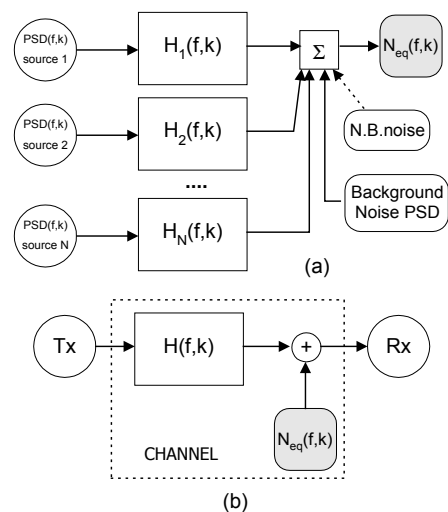 PSD(f,k)
source 1
H1(f,k)
Σ
Neq(f,k)
PSD(f,k)
source 2
H2(f,k)
N.B.noise
....
Background
Noise PSD
PSD(f,k)
source N
HN(f,k)
(a)
Tx
H(f,k)
+
Rx
Neq(f,k)
CHANNEL
(b)